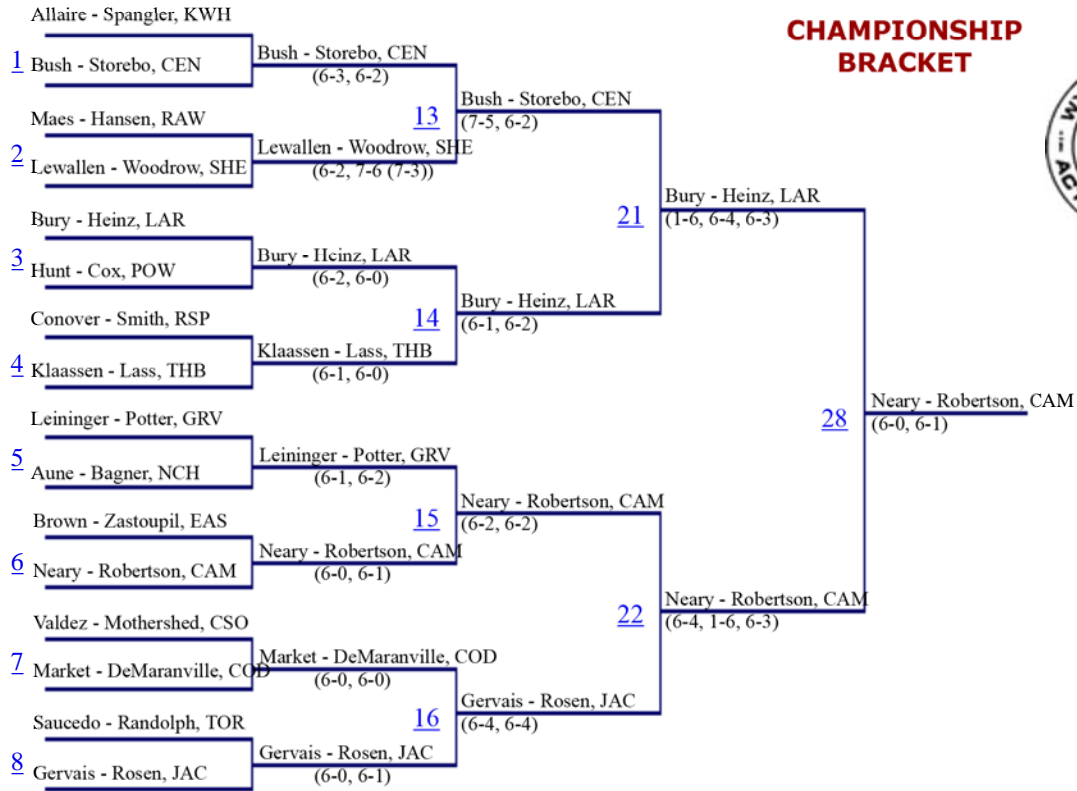 Allaire - Spangler, KWH
CHAMPIONSHIP
BRACKET
1
Bush - Storebo, CEN
Bush - Storebo, CEN
(6-3, 6-2)
13
Bush - Storebo, CEN
(7-5, 6-2)
Maes - Hansen, RAW
2
Lewallen - Woodrow, SHE
Lewallen - Woodrow, SHE
(6-2, 7-6 (7-3))
21
Bury - Heinz, LAR
(1-6, 6-4, 6-3)
Bury - Heinz, LAR
3
Hunt - Cox, POW
Bury - Heinz, LAR
(6-2, 6-0)
14
Bury - Heinz, LAR
(6-1, 6-2)
Conover - Smith, RSP
4
Klaassen - Lass, THB
Klaassen - Lass, THB
(6-1, 6-0)
28
Neary - Robertson, CAM
(6-0, 6-1)
Leininger - Potter, GRV
5
Aune - Bagner, NCH
Leininger - Potter, GRV
(6-1, 6-2)
15
Neary - Robertson, CAM
(6-2, 6-2)
Brown - Zastoupil, EAS
6
Neary - Robertson, CAM
Neary - Robertson, CAM
(6-0, 6-1)
22
Neary - Robertson, CAM
(6-4, 1-6, 6-3)
Valdez - Mothershed, CSO
7
Market - DeMaranville, COD
Market - DeMaranville, COD
(6-0, 6-0)
16
Gervais - Rosen, JAC
(6-4, 6-4)
Saucedo - Randolph, TOR
8
Gervais - Rosen, JAC
Gervais - Rosen, JAC
(6-0, 6-1)